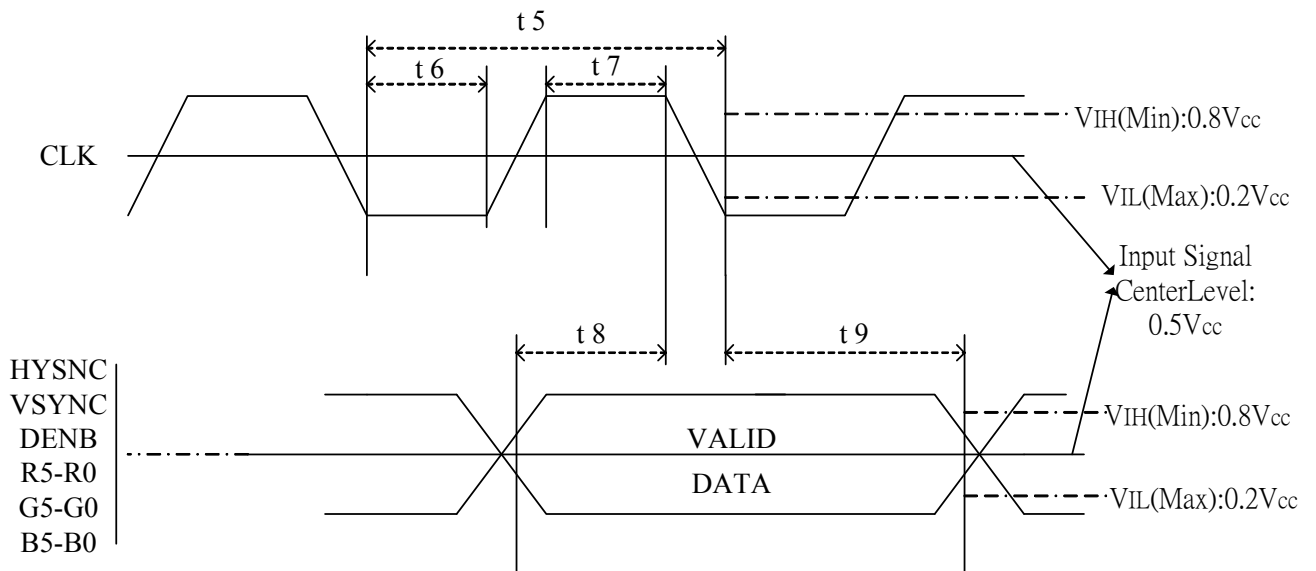 t 5
t 6
t 7
VIH(Min):0.8Vcc
CLK
VIL(Max):0.2Vcc
Input Signal
CenterLevel:
0.5Vcc
t 8
t 9
HYSNC
VSYNC
DENB
R5-R0
G5-G0
B5-B0
VALID
DATA
VIH(Min):0.8Vcc
VIL(Max):0.2Vcc